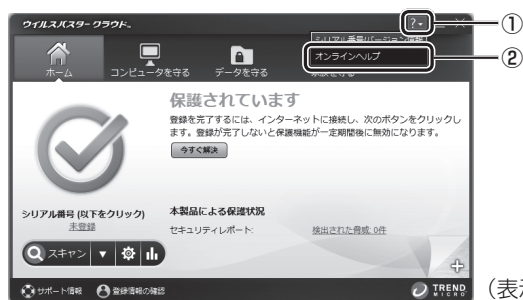 ウイルスバスター クラウド™
?▾
①
シリアル番号/バージョン情報
オンラインヘルプ
②
ホーム
コンピュータを守る
データを守る
家族を守る
保護されています
登録を完了するには、インターネットに接続し、次のボタンをクリックし
ます。登録が完了しないと保護機能が一定期間後に無効になります。
今すぐ解決
シリアル番号 (以下をクリック)
未登録
本製品による保護状況
セキュリティレポート:
検出された脅威: 0件
スキャン ▼
サポート情報
登録情報の確認
TREND
MICRO
（表示